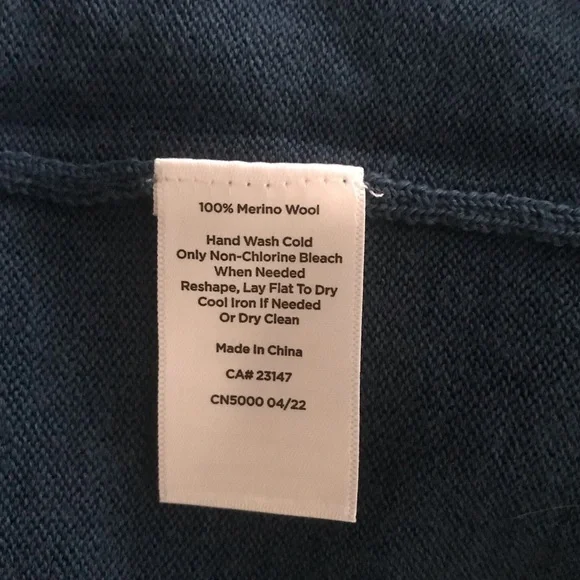 100% Merino Wool
Hand Wash Cold
Only Non-Chlorine Bleach
When Needed
Reshape, Lay Flat To Dry
Cool Iron If Needed
Or Dry Clean
Made In China
CA# 23147
CN5000 04/22